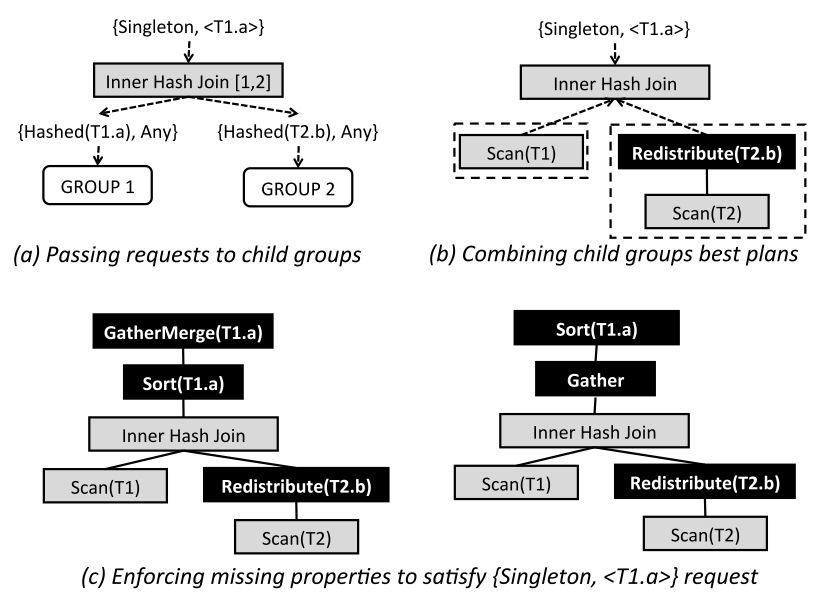 {Singleton, <T1.a>}
Inner Hash Join [1,2]
{Hashed(T1.a), Any}
{Hashed(T2.b), Any}
GROUP 1
GROUP 2
(a) Passing requests to child groups
{Singleton, <T1.a>}
Inner Hash Join
Scan(T1)
Redistribute(T2.b)
Scan(T2)
(b) Combining child groups best plans
GatherMerge(T1.a)
Sort(T1.a)
Inner Hash Join
Scan(T1)
Redistribute(T2.b)
Scan(T2)
Sort(T1.a)
Gather
Inner Hash Join
Scan(T1)
Redistribute(T2.b)
Scan(T2)
(c) Enforcing missing properties to satisfy {Singleton, <T1.a>} request